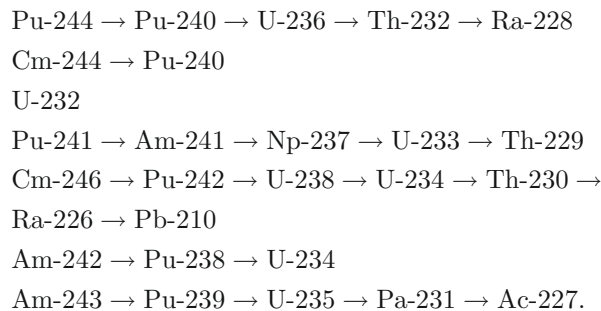 Pu-244 → Pu-240 → U-236 → Th-232 → Ra-228
Cm-244 → Pu-240
U-232
Pu-241 → Am-241 → Np-237 → U-233 → Th-229
Cm-246 → Pu-242 → U-238 → U-234 → Th-230 →
Ra-226 → Pb-210
Am-242 → Pu-238 → U-234
Am-243 → Pu-239 → U-235 → Pa-231 → Ac-227.